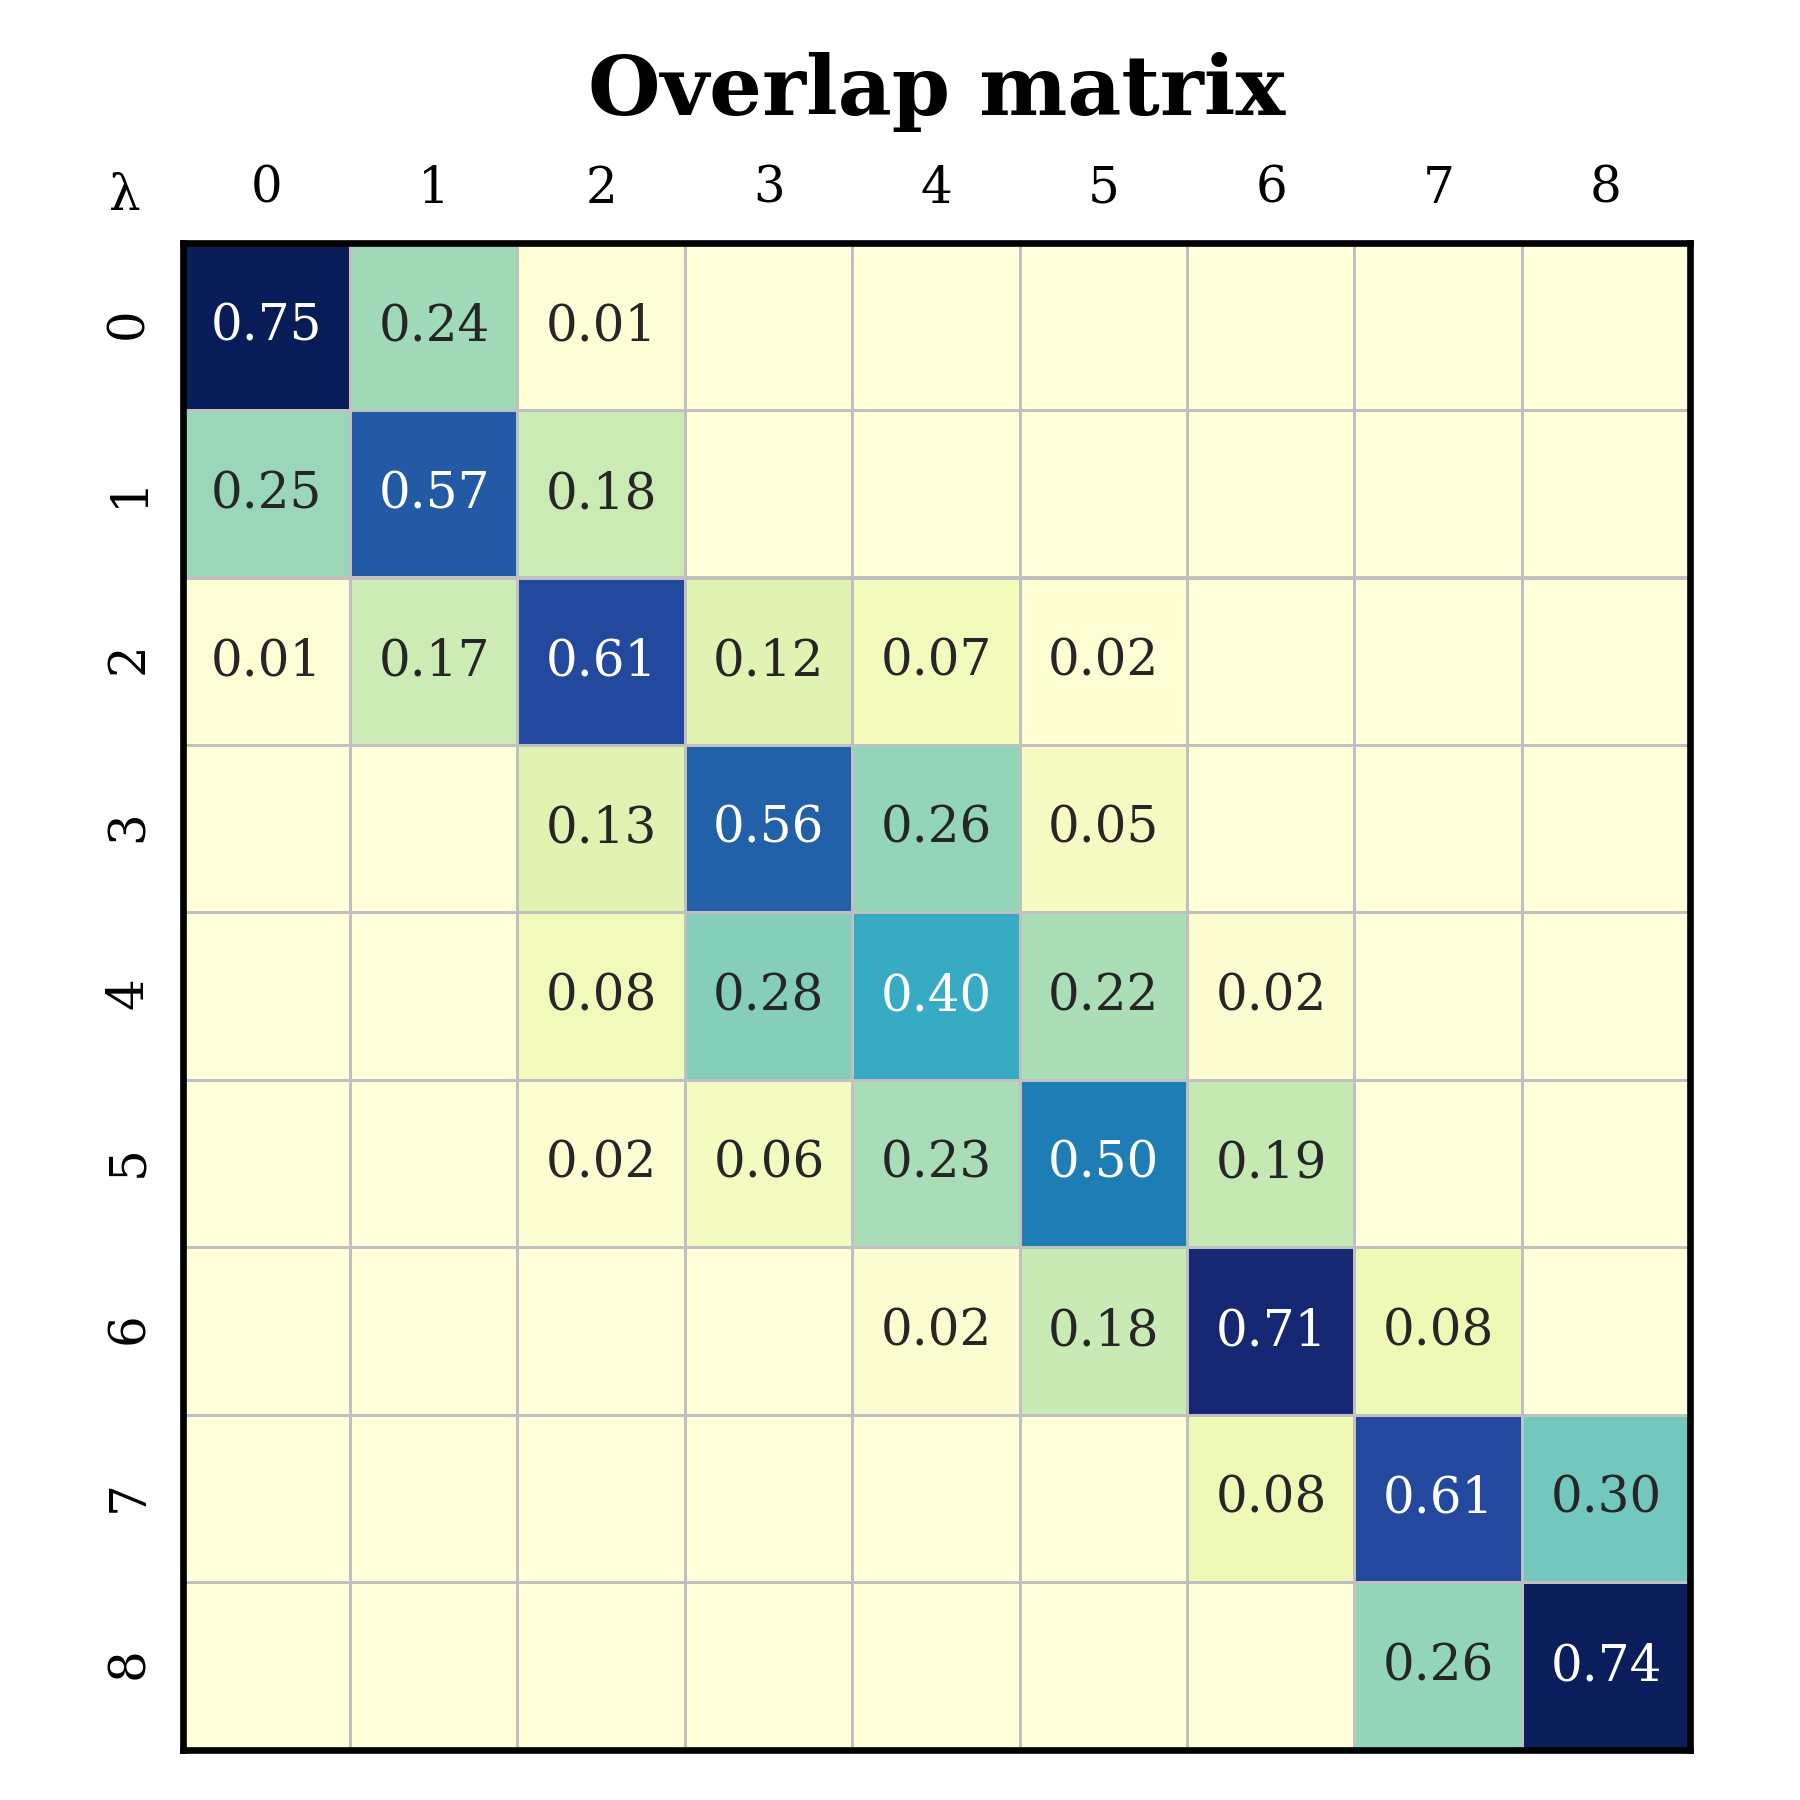 Overlap matrix
λ 0 1 2 3 4 5 6 7 8
0 0.75 0.24 0.01
1 0.25 0.57 0.18
2 0.01 0.17 0.61 0.12 0.07 0.02
3 0.13 0.56 0.26 0.05
4 0.08 0.28 0.40 0.22 0.02
5 0.02 0.06 0.23 0.50 0.19
6 0.02 0.18 0.71 0.08
7 0.08 0.61 0.30
8 0.26 0.74